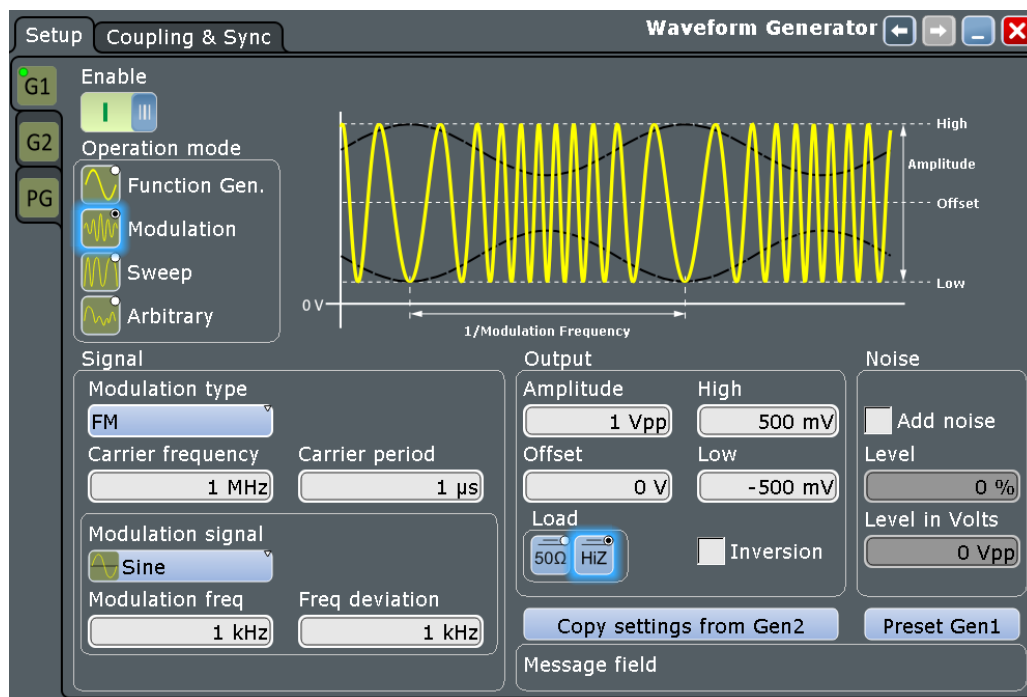 Setup Coupling & Sync Waveform Generator
G1
G2
PG
Enable
I III
Operation mode
Function Gen.
Modulation
Sweep
Arbitrary
High
Amplitude
Offset
Low
0 V
1/Modulation Frequency
Signal
Modulation type
FM
Carrier frequency Carrier period
1 MHz 1 µs
Modulation signal
Sine
Modulation freq Freq deviation
1 kHz 1 kHz
Output
Amplitude High
1 Vpp 500 mV
Offset Low
0 V -500 mV
Load
50Ω HiZ Inversion
Noise
Add noise
Level
0 %
Level in Volts
0 Vpp
Copy settings from Gen2 Preset Gen1
Message field